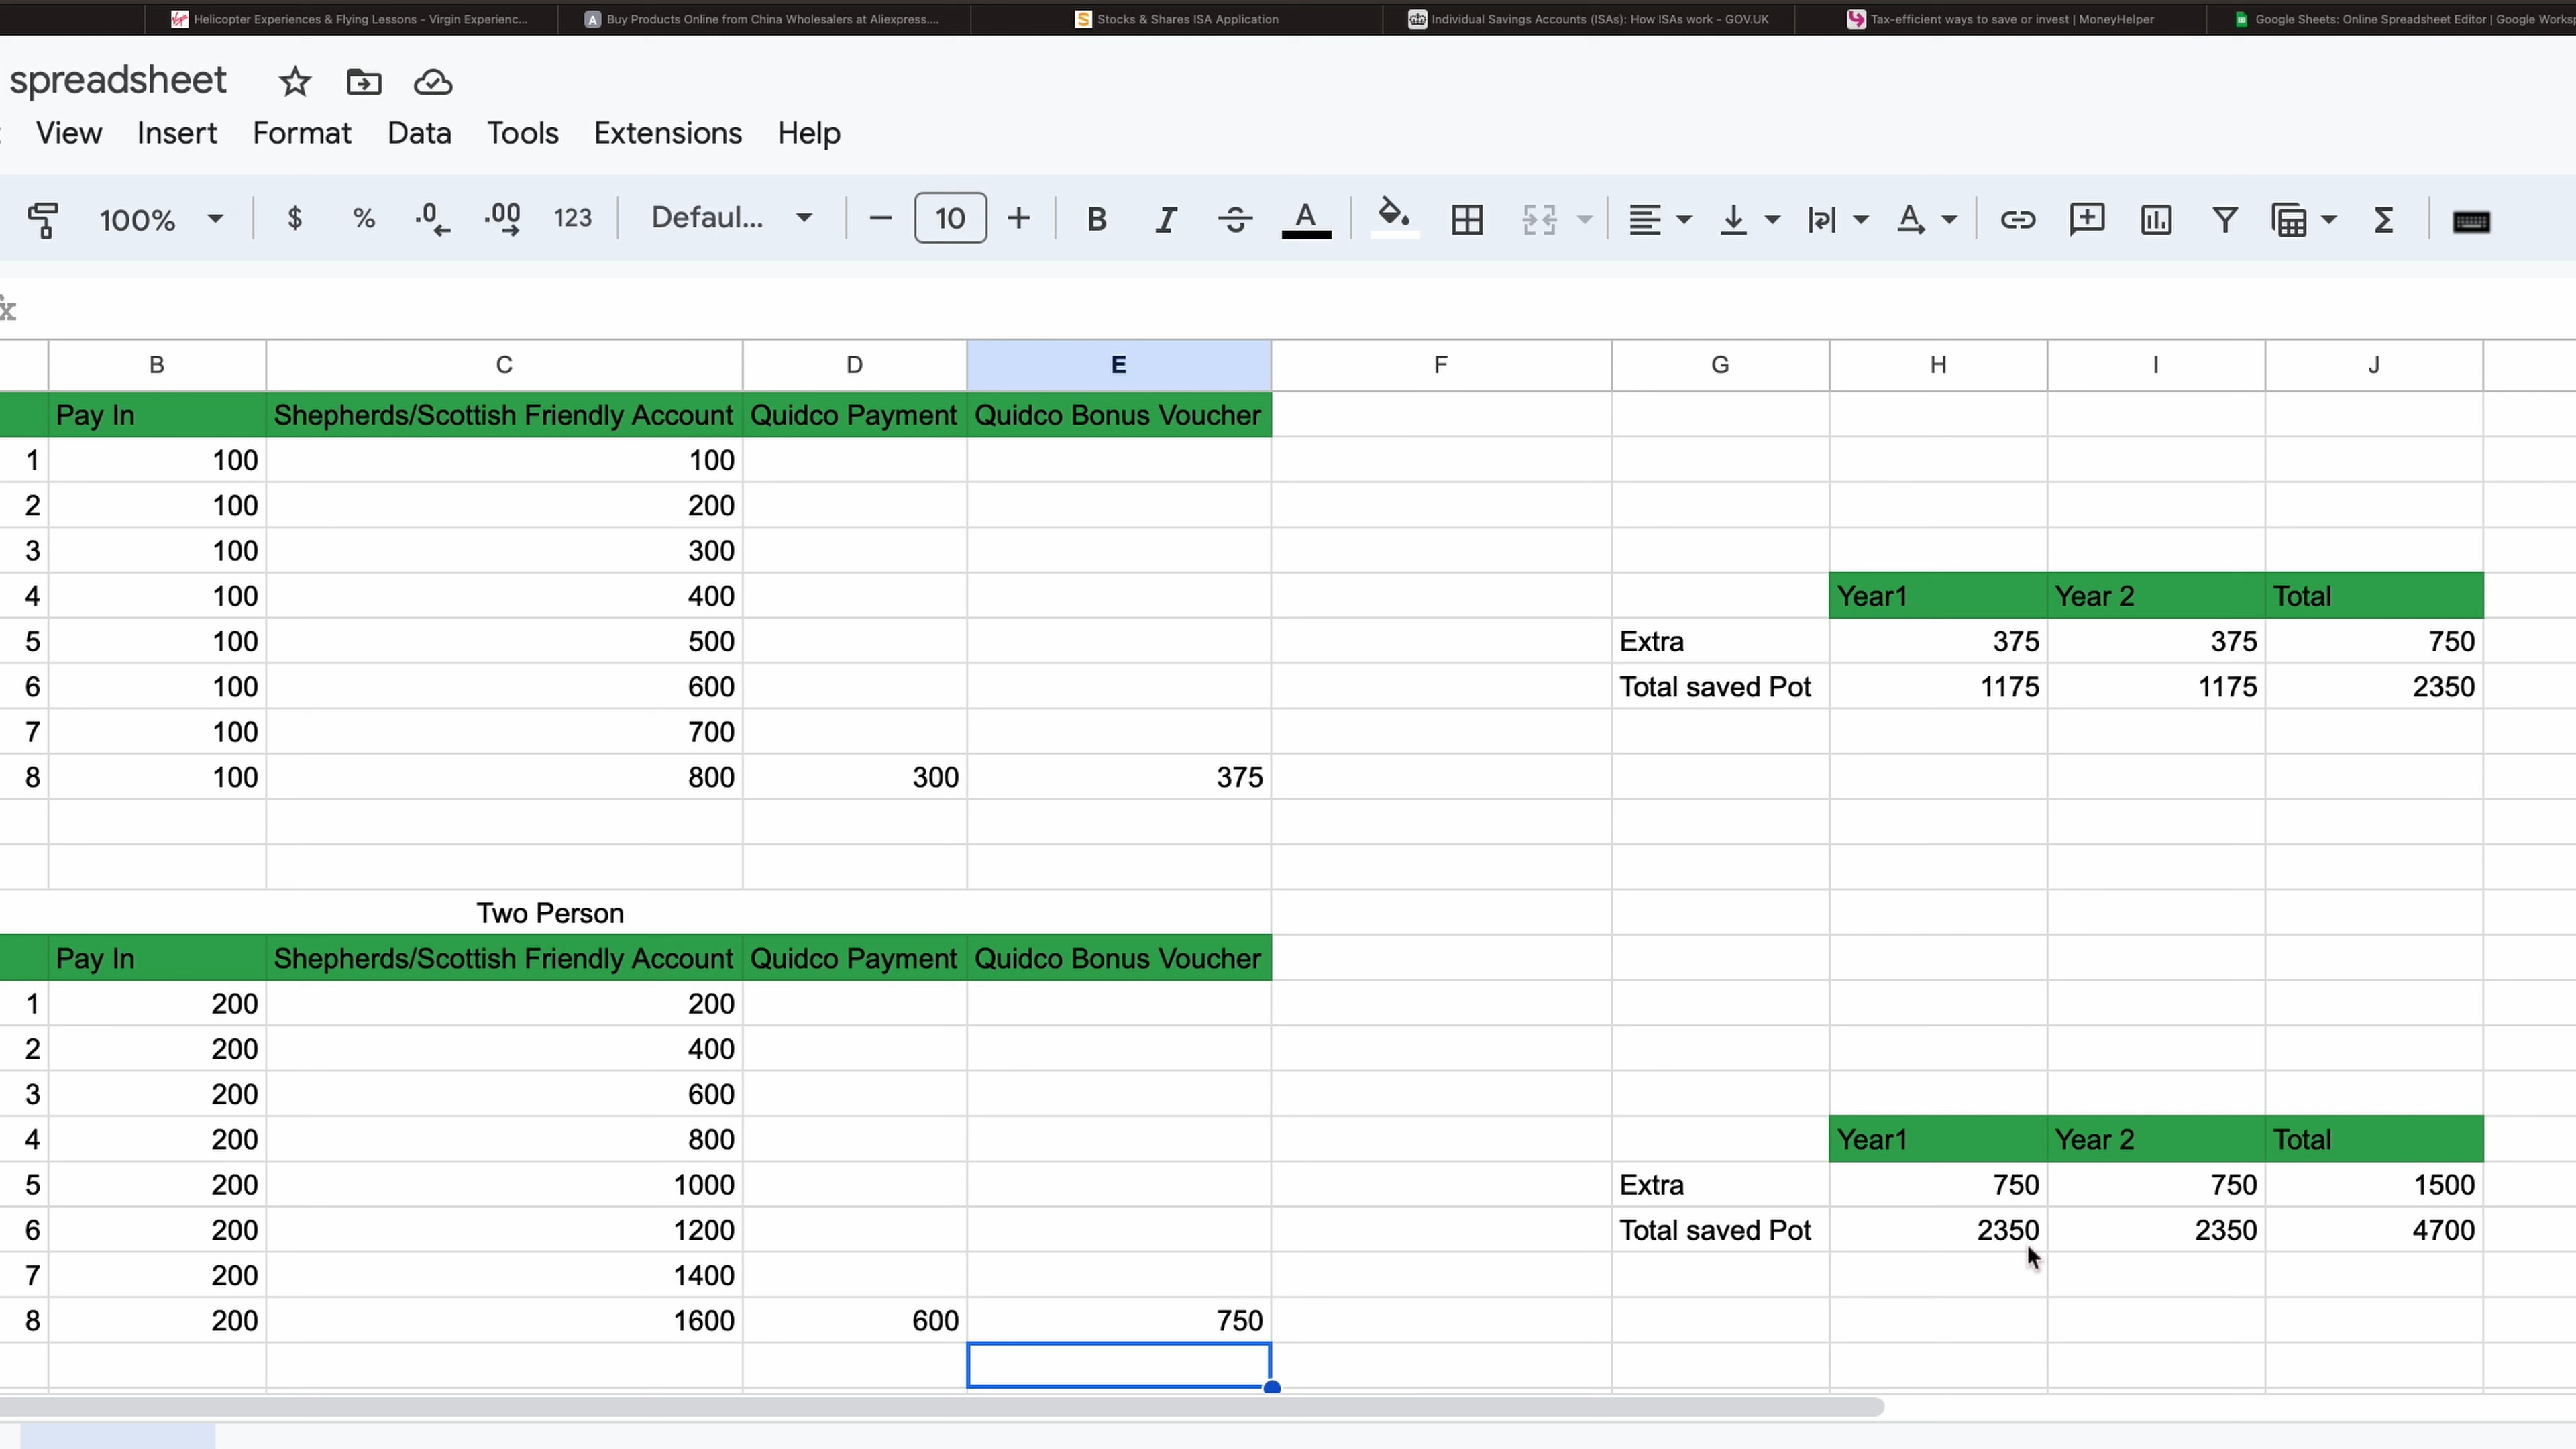 Helicopter Experiences & Flying Lessons - Virgin Experienc...
Buy Products Online from China Wholesalers at Aliexpress....
Stocks & Shares ISA Application
Individual Savings Accounts (ISAs): How ISAs work - GOV.UK
Tax-efficient ways to save or invest | MoneyHelper
Google Sheets: Online Spreadsheet Editor | Google Worksp
spreadsheet
View Insert Format Data Tools Extensions Help
100% $ % .0 .00 123 Defaul... − 10 + B I S A
B C D E F G H I J
Pay In Shepherds/Scottish Friendly Account Quidco Payment Quidco Bonus Voucher
1 100 100
2 100 200
3 100 300
4 100 400 Year1 Year 2 Total
5 100 500 Extra 375 375 750
6 100 600 Total saved Pot 1175 1175 2350
7 100 700
8 100 800 300 375
Two Person
Pay In Shepherds/Scottish Friendly Account Quidco Payment Quidco Bonus Voucher
1 200 200
2 200 400
3 200 600
4 200 800 Year1 Year 2 Total
5 200 1000 Extra 750 750 1500
6 200 1200 Total saved Pot 2350 2350 4700
7 200 1400
8 200 1600 600 750